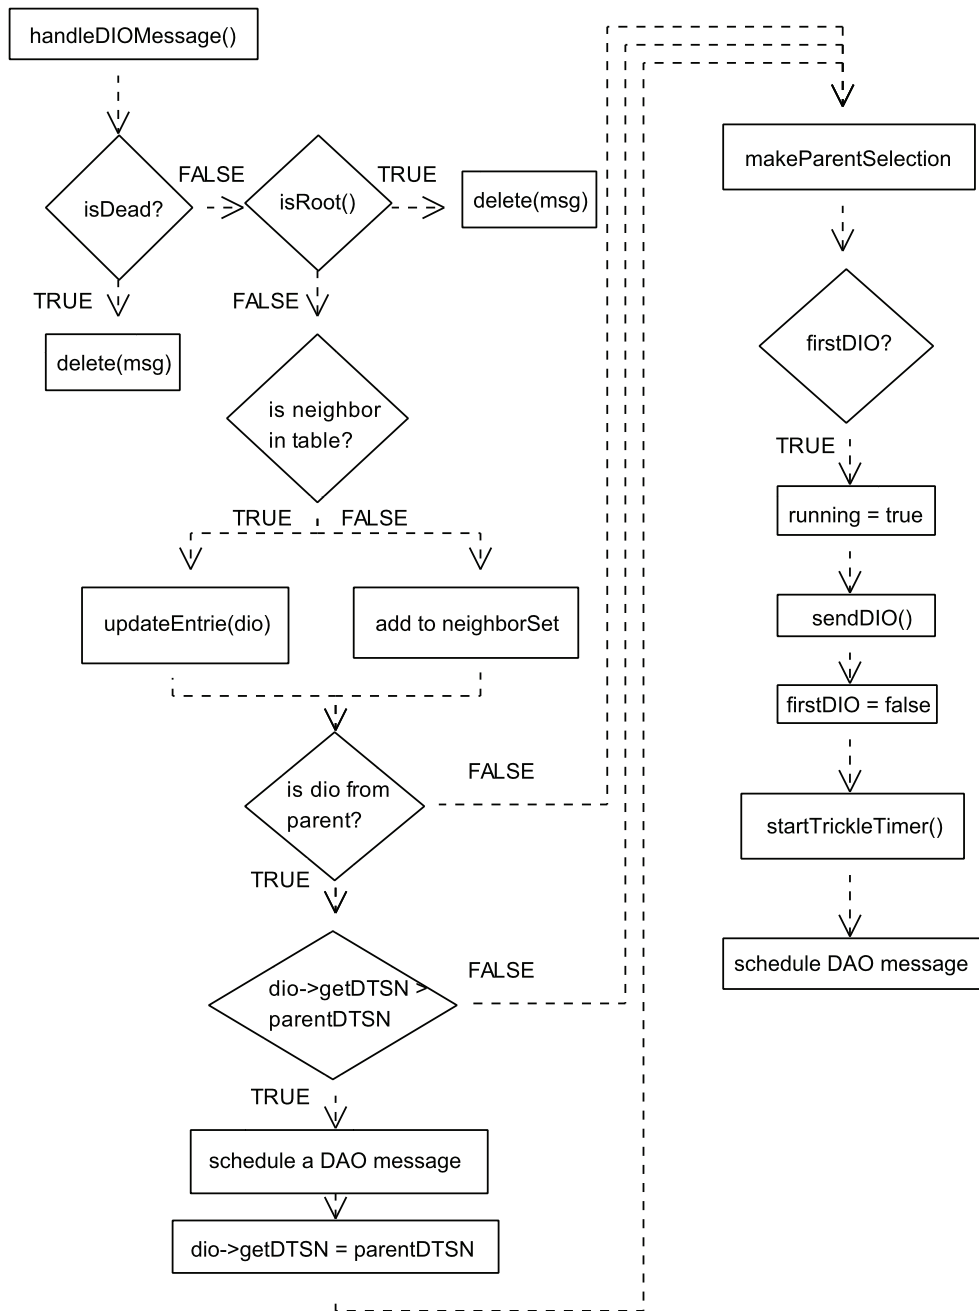 handleDIOMessage()
isDead?
FALSE
isRoot()
TRUE
delete(msg)
TRUE
delete(msg)
FALSE
is neighbor
in table?
TRUE
FALSE
updateEntrie(dio)
add to neighborSet
is dio from
parent?
FALSE
TRUE
dio->getDTSN >
parentDTSN
FALSE
TRUE
schedule a DAO message
dio->getDTSN = parentDTSN
makeParentSelection
firstDIO?
TRUE
running = true
sendDIO()
firstDIO = false
startTrickleTimer()
schedule DAO message